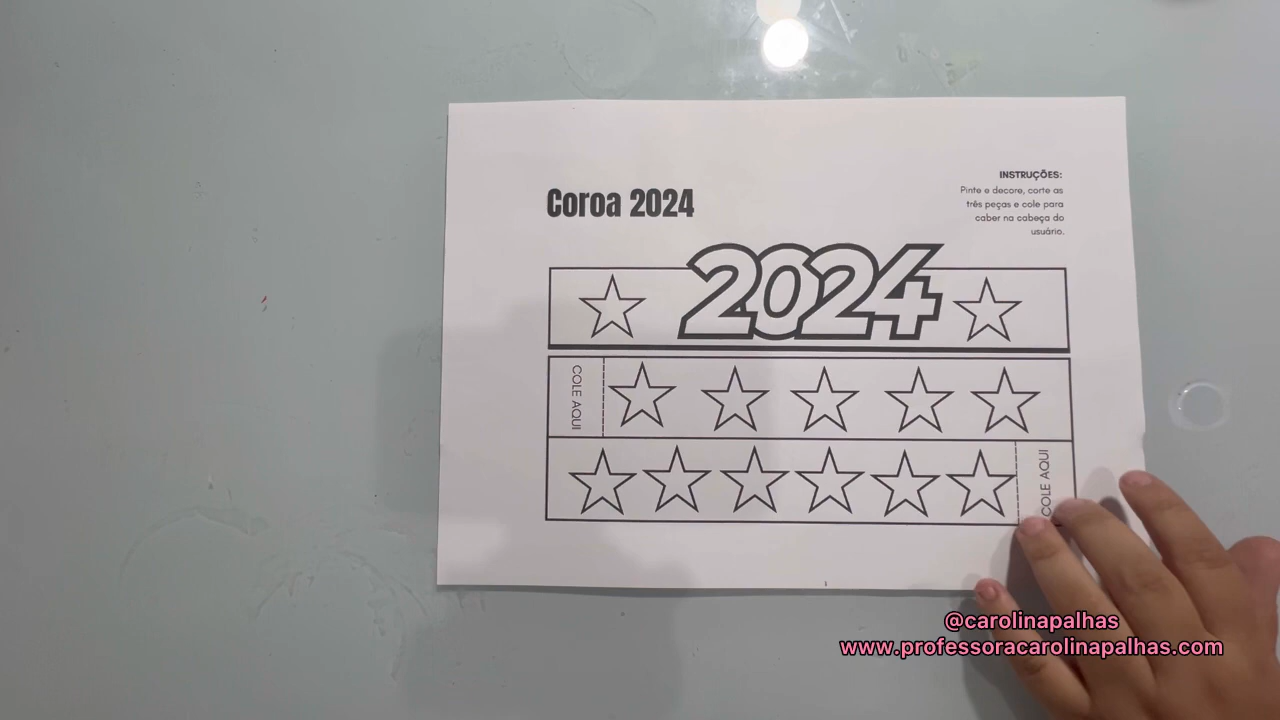 Coroa 2024
INSTRUÇÕES:
Pinte e decore, corte as
três peças e cole para
caber na cabeça do
usuário.
2024
COLE AQUI
COLE AQUI
@carolinapalhas
www.professoracarolinapalhas.com